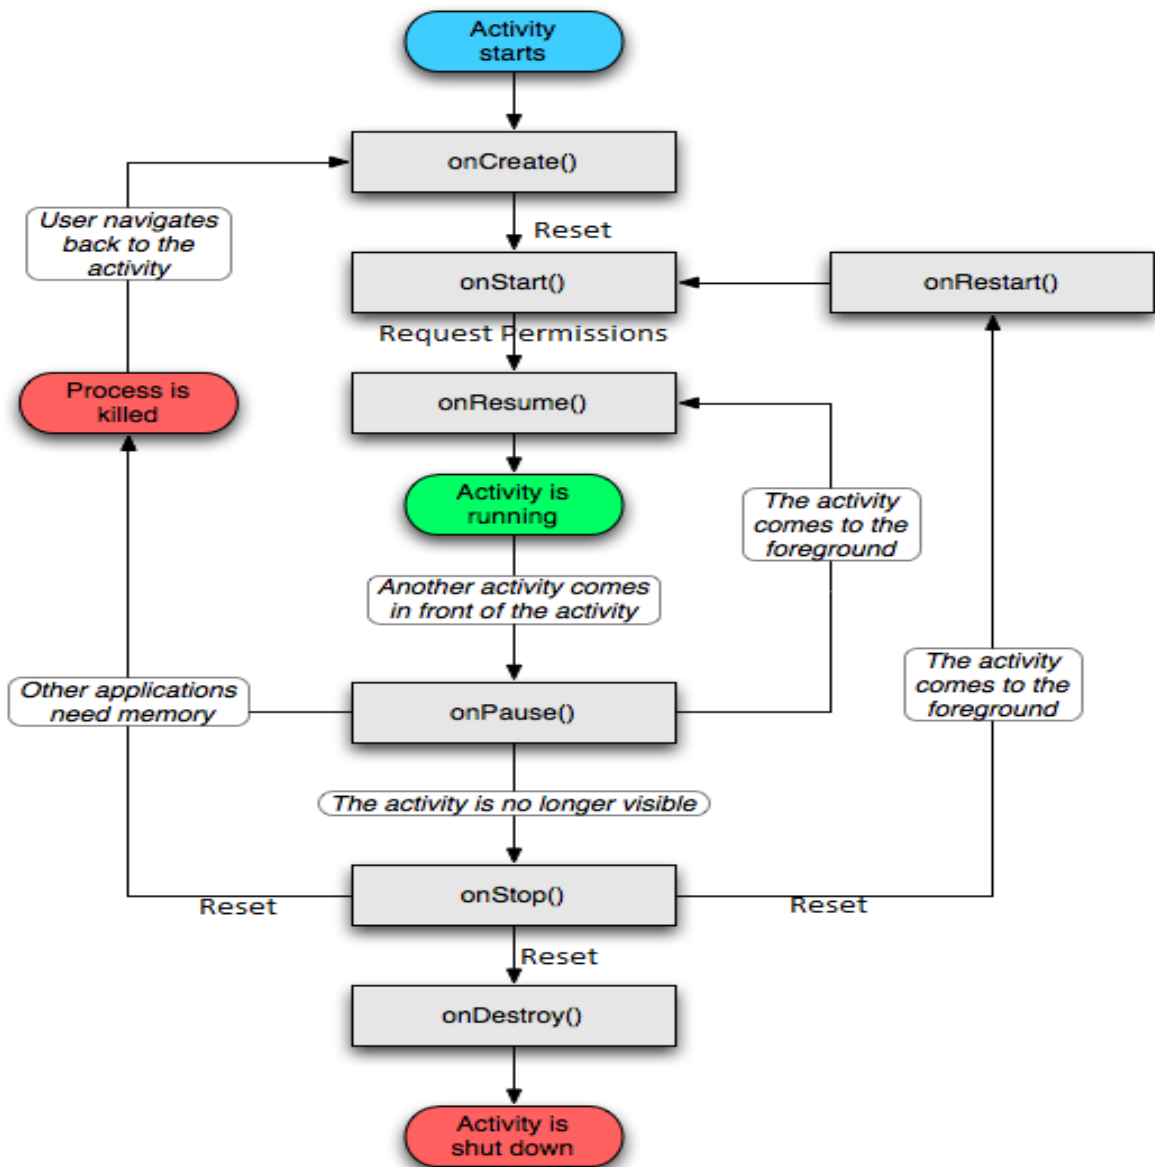 Activity
starts
onCreate()
User navigates
back to the
activity
Reset
onStart()
onRestart()
Request Permissions
Process is
killed
onResume()
Activity is
running
The activity
comes to the
foreground
Another activity comes
in front of the activity
The activity
comes to the
foreground
Other applications
need memory
onPause()
The activity is no longer visible
onStop()
Reset
Reset
Reset
onDestroy()
Activity is
shut down